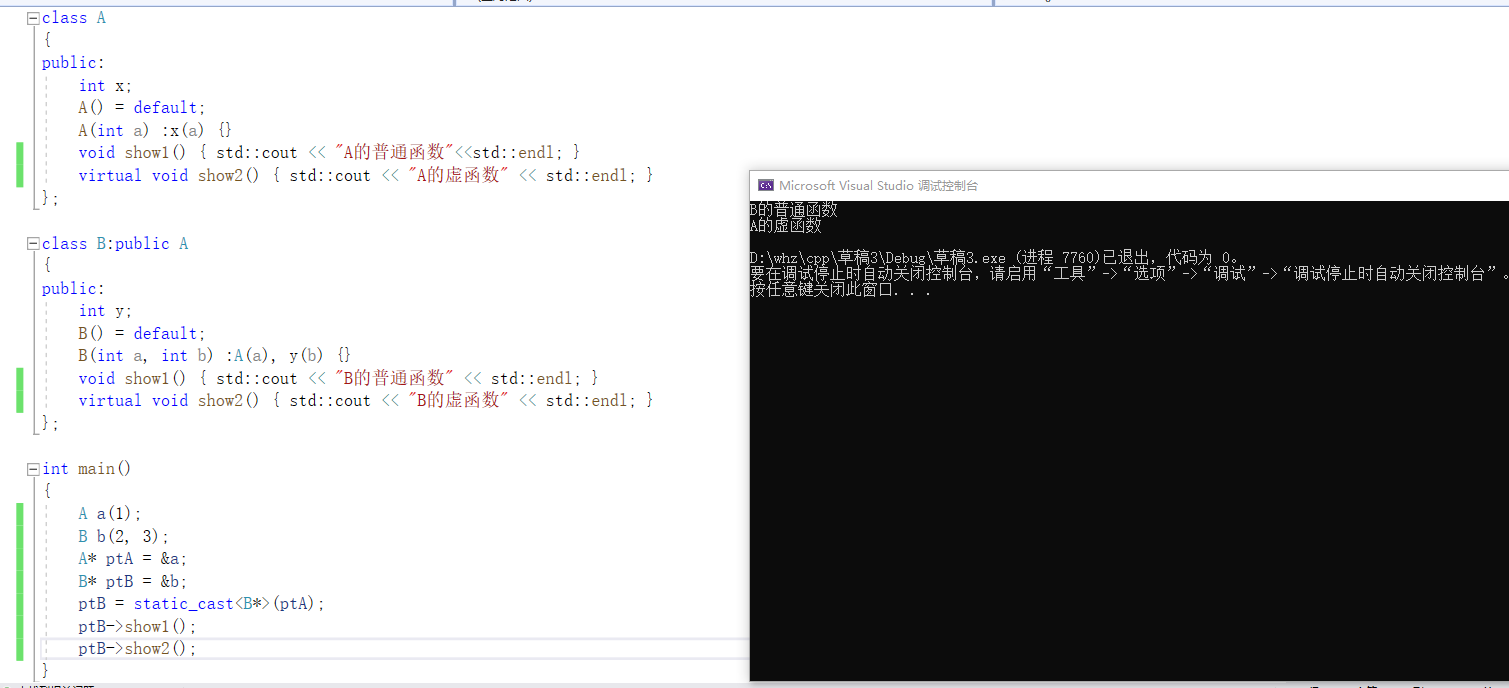 class A
{
public:
int x;
A() = default;
A(int a) :x(a) {}
void show1() { std::cout << "A的普通函数"<<std::endl; }
virtual void show2() { std::cout << "A的虚函数" << std::endl; }
};
class B:public A
{
public:
int y;
B() = default;
B(int a, int b) :A(a), y(b) {}
void show1() { std::cout << "B的普通函数" << std::endl; }
virtual void show2() { std::cout << "B的虚函数" << std::endl; }
};
int main()
{
A a(1);
B b(2, 3);
A* ptA = &a;
B* ptB = &b;
ptB = static_cast<B*>(ptA);
ptB->show1();
ptB->show2();
}
Microsoft Visual Studio 调试控制台
B的普通函数
A的虚函数
D:\whz\cpp\草稿3\Debug\草稿3.exe (进程 7760)已退出，代码为 0。
要在调试停止时自动关闭控制台，请启用“工具”->“选项”->“调试”->“调试停止时自动关闭控制台”。
按任意键关闭此窗口. . .